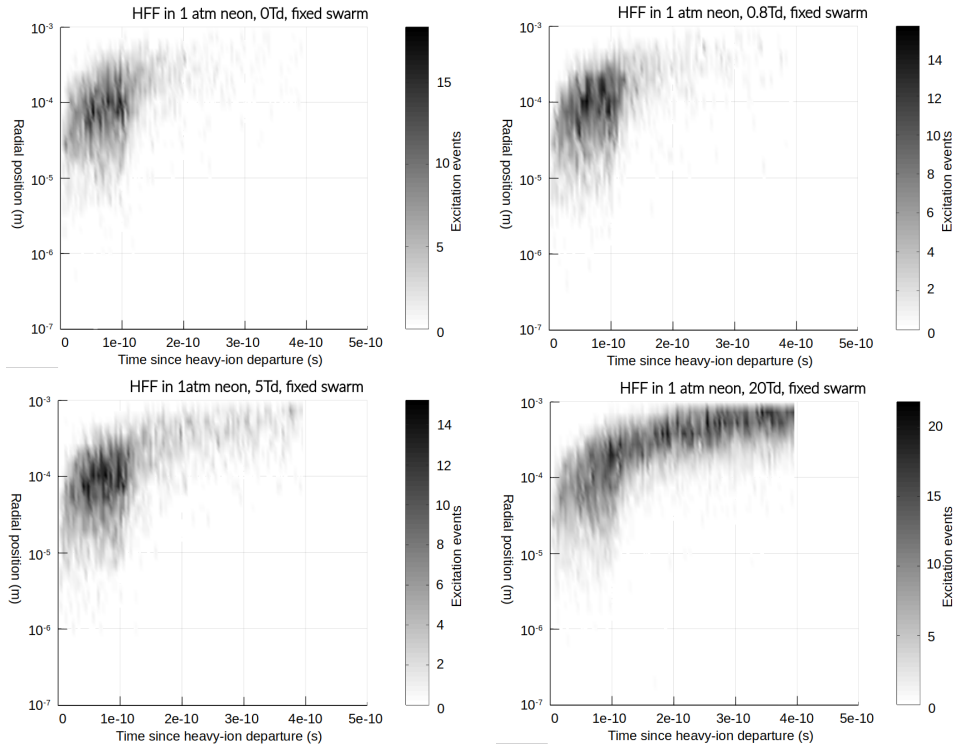 HFF in 1 atm neon, 0Td, fixed swarm
10-3
10-4
10-5
10-6
10-7
Radial position (m)
0 1e-10 2e-10 3e-10 4e-10 5e-10
Time since heavy-ion departure (s)
15
10
5
0
Excitation events
HFF in 1 atm neon, 0.8Td, fixed swarm
10-3
10-4
10-5
10-6
10-7
Radial position (m)
0 1e-10 2e-10 3e-10 4e-10 5e-10
Time since heavy-ion departure (s)
14
12
10
8
6
4
2
0
Excitation events
HFF in 1atm neon, 5Td, fixed swarm
10-3
10-4
10-5
10-6
10-7
Radial position (m)
0 1e-10 2e-10 3e-10 4e-10 5e-10
Time since heavy-ion departure (s)
14
12
10
8
6
4
2
0
Excitation events
HFF in 1 atm neon, 20Td, fixed swarm
10-3
10-4
10-5
10-6
10-7
Radial position (m)
0 1e-10 2e-10 3e-10 4e-10 5e-10
Time since heavy-ion departure (s)
20
15
10
5
0
Excitation events